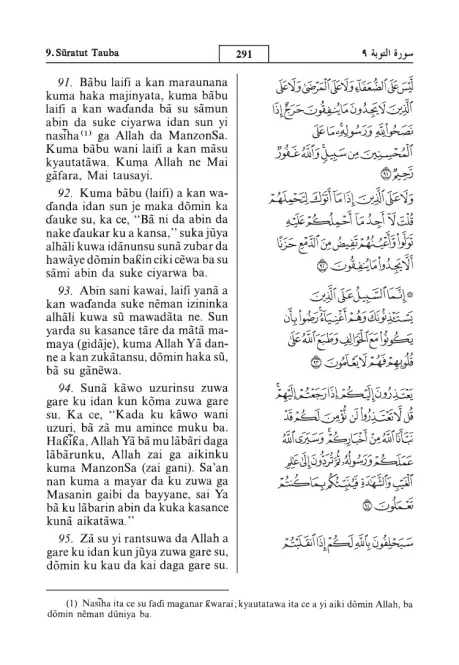 9. Sūratut Tauba
291
سورة التوبة ٩
91. Bābu laifi a kan maraunana
kuma haka majinyata, kuma bābu
laifi a kan waɗanda bā su sāmun
abin da suke ciyarwa idan sun yi
nasīha(1) ga Allah da ManzonSa.
Kuma bābu wani laifi a kan māsu
kyautatāwa. Kuma Allah ne Mai
gāfara, Mai tausayi.
92. Kuma bābu (laifi) a kan wa-
ɗanda idan sun je maka dōmin ka
ɗauke su, ka ce, “Bā ni da abin da
nake ɗaukar ku a kansa,” suka jūya
alhāli kuwa idānunsu sunā zubar da
hawāye dōmin baƙin ciki cēwa ba su
sāmi abin da suke ciyarwa ba.
93. Abin sani kawai, laifi yanā a
kan waɗanda suke nēman izininka
alhāli kuwa sū mawadāta ne. Sun
yarda su kasance tāre da mātā ma-
maya (gidāje), kuma Allah Yā dan-
ne a kan zukātansu, dōmin haka sū,
bā su gānēwa.
94. Sunā kāwo uzurinsu zuwa
gare ku idan kun kōma zuwa gare
su. Ka ce, “Kada ku kāwo wani
uzuri, bā zā mu amince muku ba.
Haƙīƙa, Allah Yā bā mu lābāri daga
lābārunku, Allah zai ga aikinku
kuma ManzonSa (zai gani). Sa'an
nan kuma a mayar da ku zuwa ga
Masanin gaibi da bayyane, sai Ya
bā ku lābarin abin da kuka kasance
kunā aikatāwa.”
95. Zā su yi rantsuwa da Allah a
gare ku idan kun jūya zuwa gare su,
dōmin ku kau da kai daga gare su.
لَّيْسَ عَلَى الضُّعَفَاءِ وَلَا عَلَى الْمَرْضَىٰ وَلَا عَلَى
الَّذِينَ لَا يَجِدُونَ مَا يُنفِقُونَ حَرَجٌ إِذَا
نَصَحُوا لِلَّهِ وَرَسُولِهِ ۚ مَا عَلَى
الْمُحْسِنِينَ مِن سَبِيلٍ ۚ وَاللَّهُ غَفُورٌ
رَّحِيمٌ ۝٩١
وَلَا عَلَى الَّذِينَ إِذَا مَا أَتَوْكَ لِتَحْمِلَهُمْ
قُلْتَ لَا أَجِدُ مَا أَحْمِلُكُمْ عَلَيْهِ
تَوَلَّوا وَّأَعْيُنُهُمْ تَفِيضُ مِنَ الدَّمْعِ حَزَنًا
أَلَّا يَجِدُوا مَا يُنفِقُونَ ۝٩٢
۞ إِنَّمَا السَّبِيلُ عَلَى الَّذِينَ
يَسْتَأْذِنُونَكَ وَهُمْ أَغْنِيَاءُ ۚ رَضُوا بِأَن
يَكُونُوا مَعَ الْخَوَالِفِ وَطَبَعَ اللَّهُ عَلَىٰ
قُلُوبِهِمْ فَهُمْ لَا يَعْلَمُونَ ۝٩٣
يَعْتَذِرُونَ إِلَيْكُمْ إِذَا رَجَعْتُمْ إِلَيْهِمْ ۚ
قُل لَّا تَعْتَذِرُوا لَن نُّؤْمِنَ لَكُمْ قَدْ
نَبَّأَنَا اللَّهُ مِنْ أَخْبَارِكُمْ ۚ وَسَيَرَى اللَّهُ
عَمَلَكُمْ وَرَسُولُهُ ثُمَّ تُرَدُّونَ إِلَىٰ عَالِمِ
الْغَيْبِ وَالشَّهَادَةِ فَيُنَبِّئُكُم بِمَا كُنتُمْ
تَعْمَلُونَ ۝٩٤
سَيَحْلِفُونَ بِاللَّهِ لَكُمْ إِذَا انقَلَبْتُمْ
(1) Nasīha ita ce su faɗi maganar ƙwarai; kyautatawa ita ce a yi aiki dōmin Allah, ba
dōmin nēman dūniya ba.